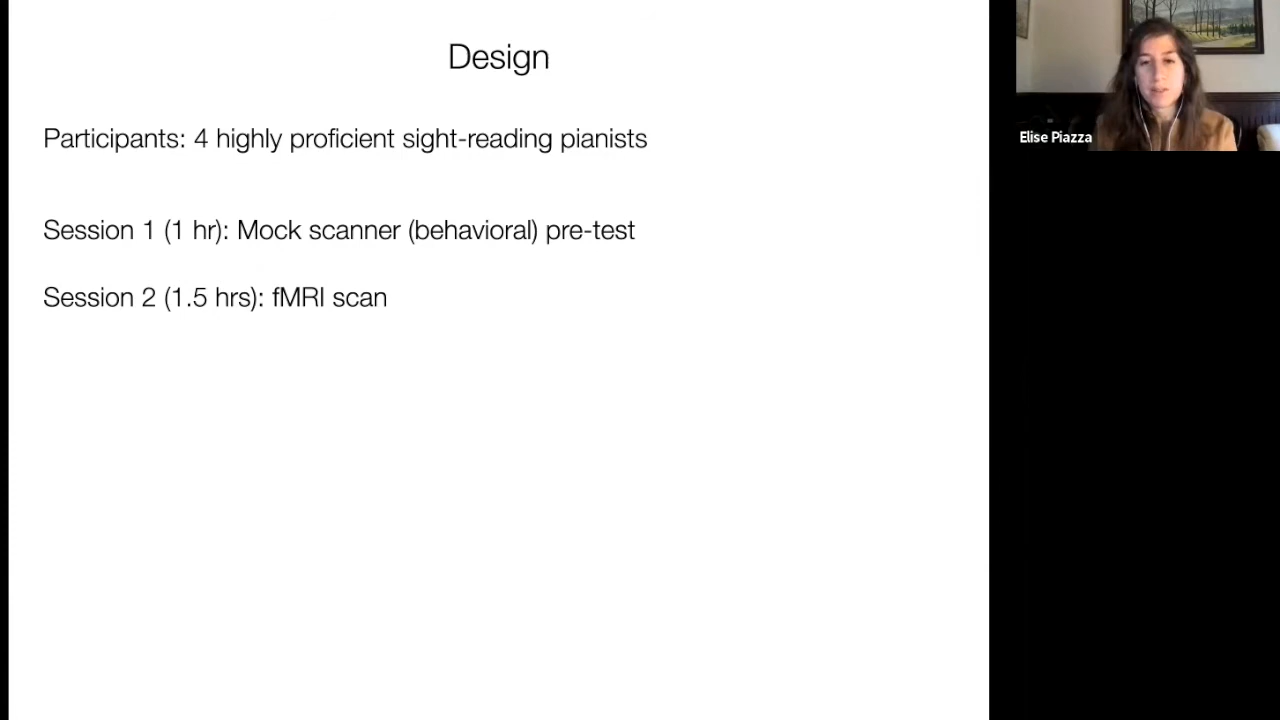 Design
Participants: 4 highly proficient sight-reading pianists
Session 1 (1 hr): Mock scanner (behavioral) pre-test
Session 2 (1.5 hrs): fMRI scan
Elise Piazza